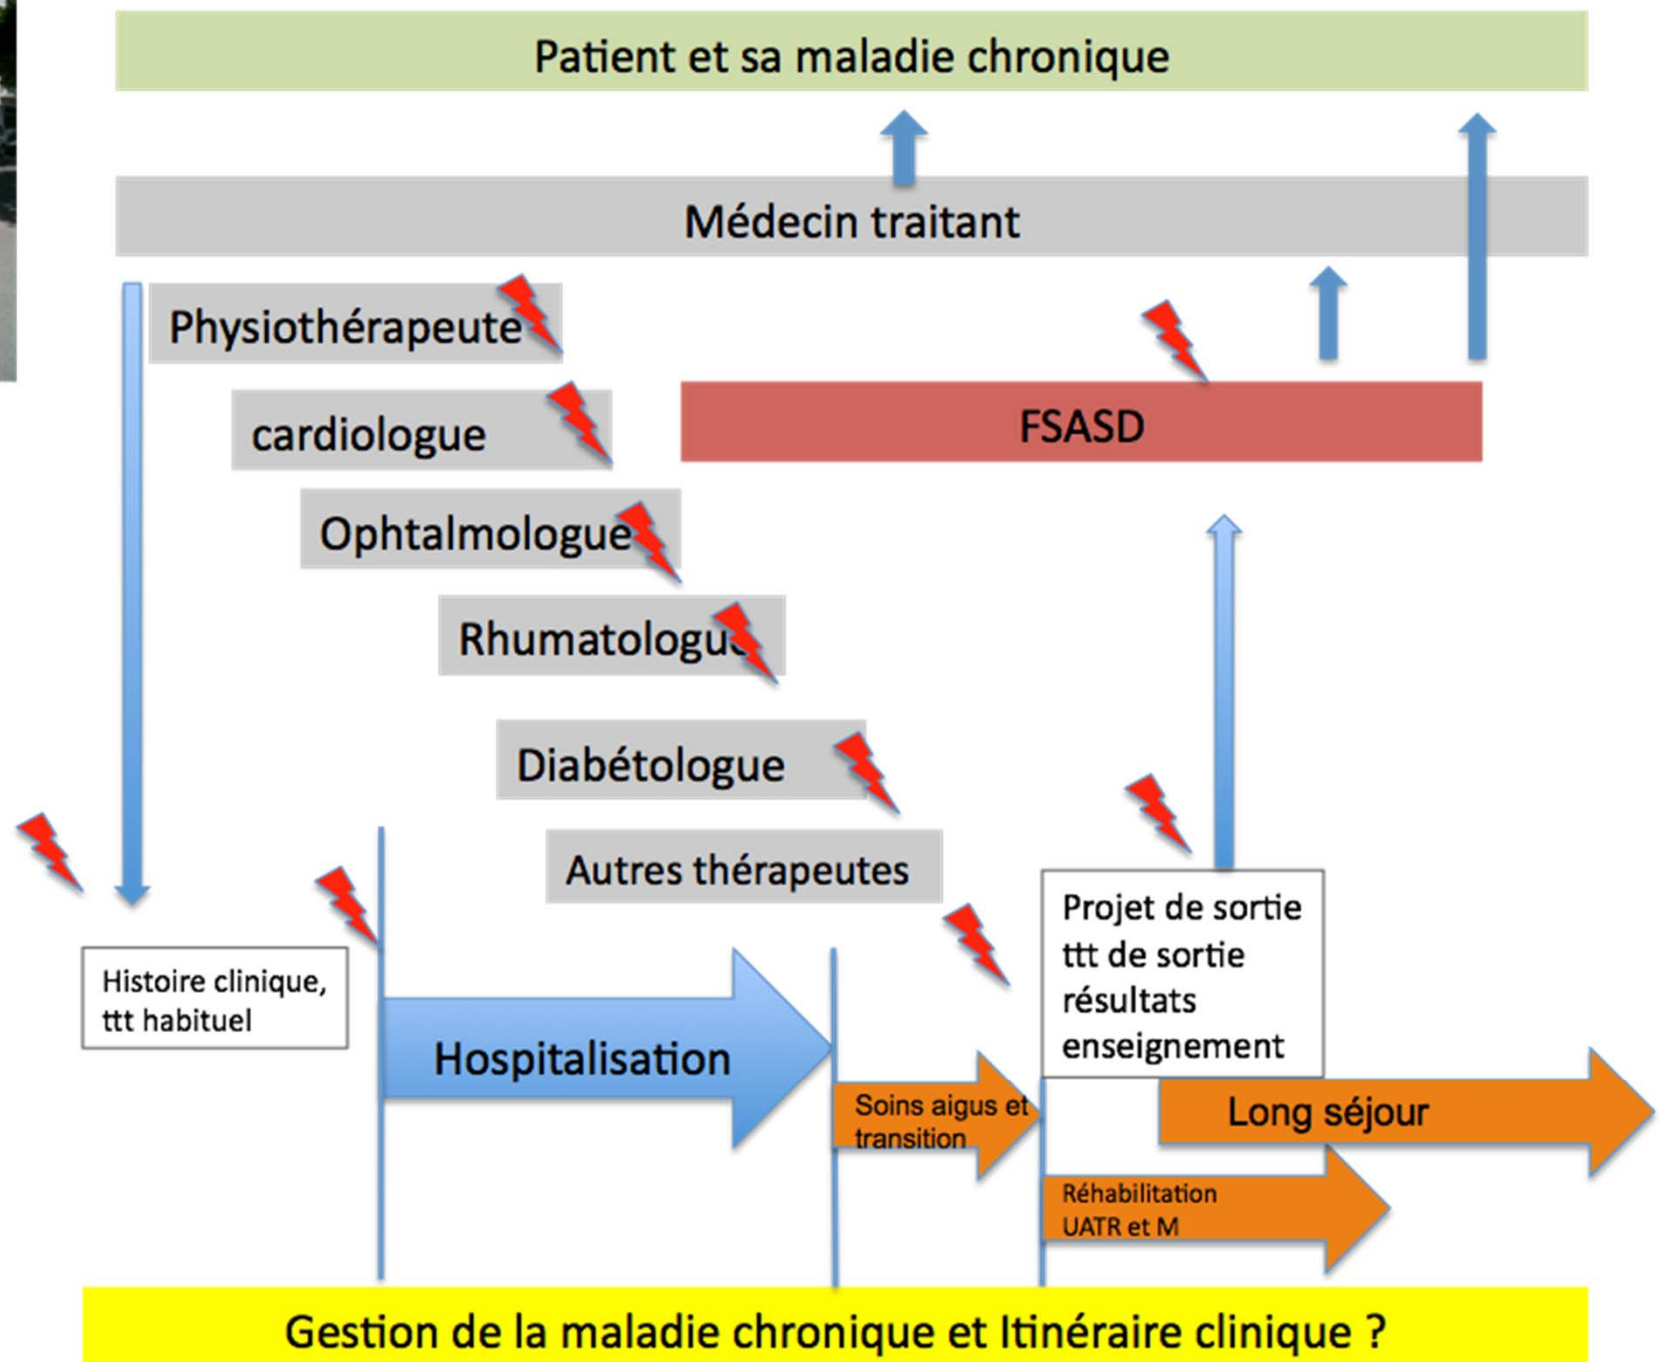 Patient et sa maladie chronique
Médecin traitant
Physiothérapeute
cardiologue
FSASD
Ophtalmologue
Rhumatologue
Diabétologue
Autres thérapeutes
Projet de sortie
ttt de sortie
résultats
enseignement
Histoire clinique,
ttt habituel
Hospitalisation
Soins aigus et
transition
Long séjour
Réhabilitation
UATR et M
Gestion de la maladie chronique et Itinéraire clinique ?